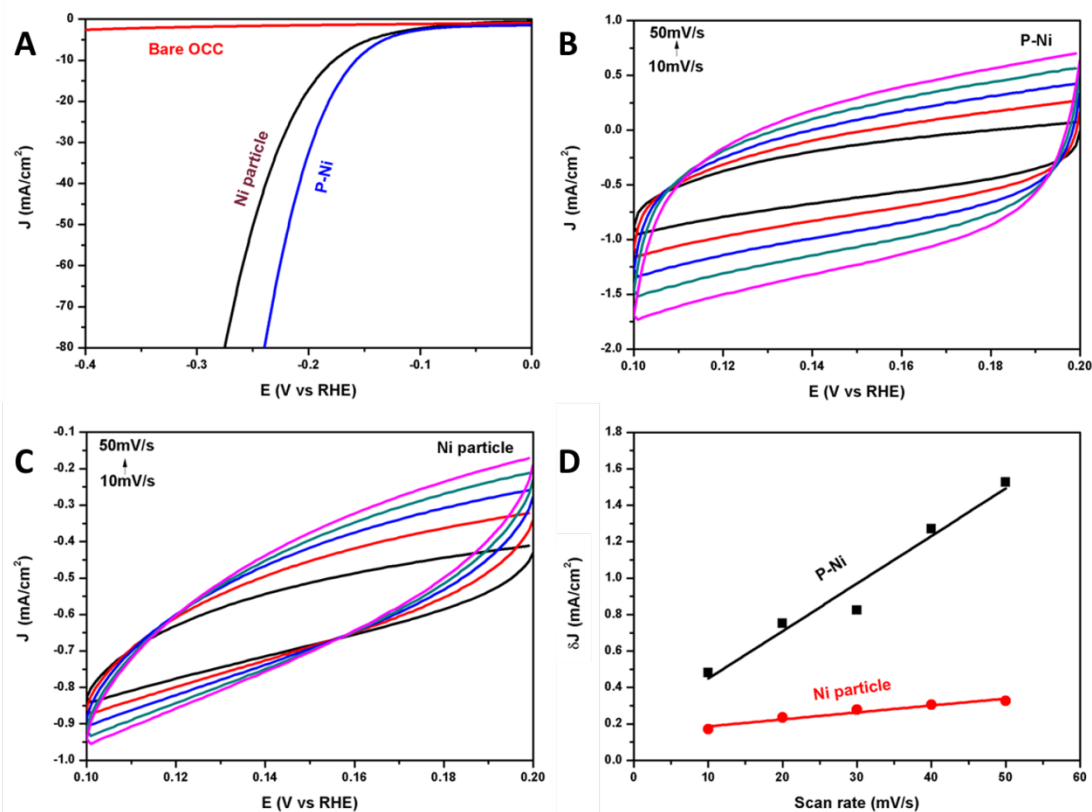 A
Bare OCC
Ni particle
P-Ni
0
-10
-20
-30
-40
-50
-60
-70
-80
-0.4
-0.3
-0.2
-0.1
0.0
J (mA/cm²)
E (V vs RHE)
B
50mV/s
10mV/s
P-Ni
1.0
0.5
0.0
-0.5
-1.0
-1.5
-2.0
0.10
0.12
0.14
0.16
0.18
0.20
J (mA/cm²)
E (V vs RHE)
C
50mV/s
10mV/s
Ni particle
-0.1
-0.2
-0.3
-0.4
-0.5
-0.6
-0.7
-0.8
-0.9
-1.0
0.10
0.12
0.14
0.16
0.18
0.20
J (mA/cm²)
E (V vs RHE)
D
P-Ni
Ni particle
1.8
1.6
1.4
1.2
1.0
0.8
0.6
0.4
0.2
0.0
0
10
20
30
40
50
60
δJ (mA/cm²)
Scan rate (mV/s)